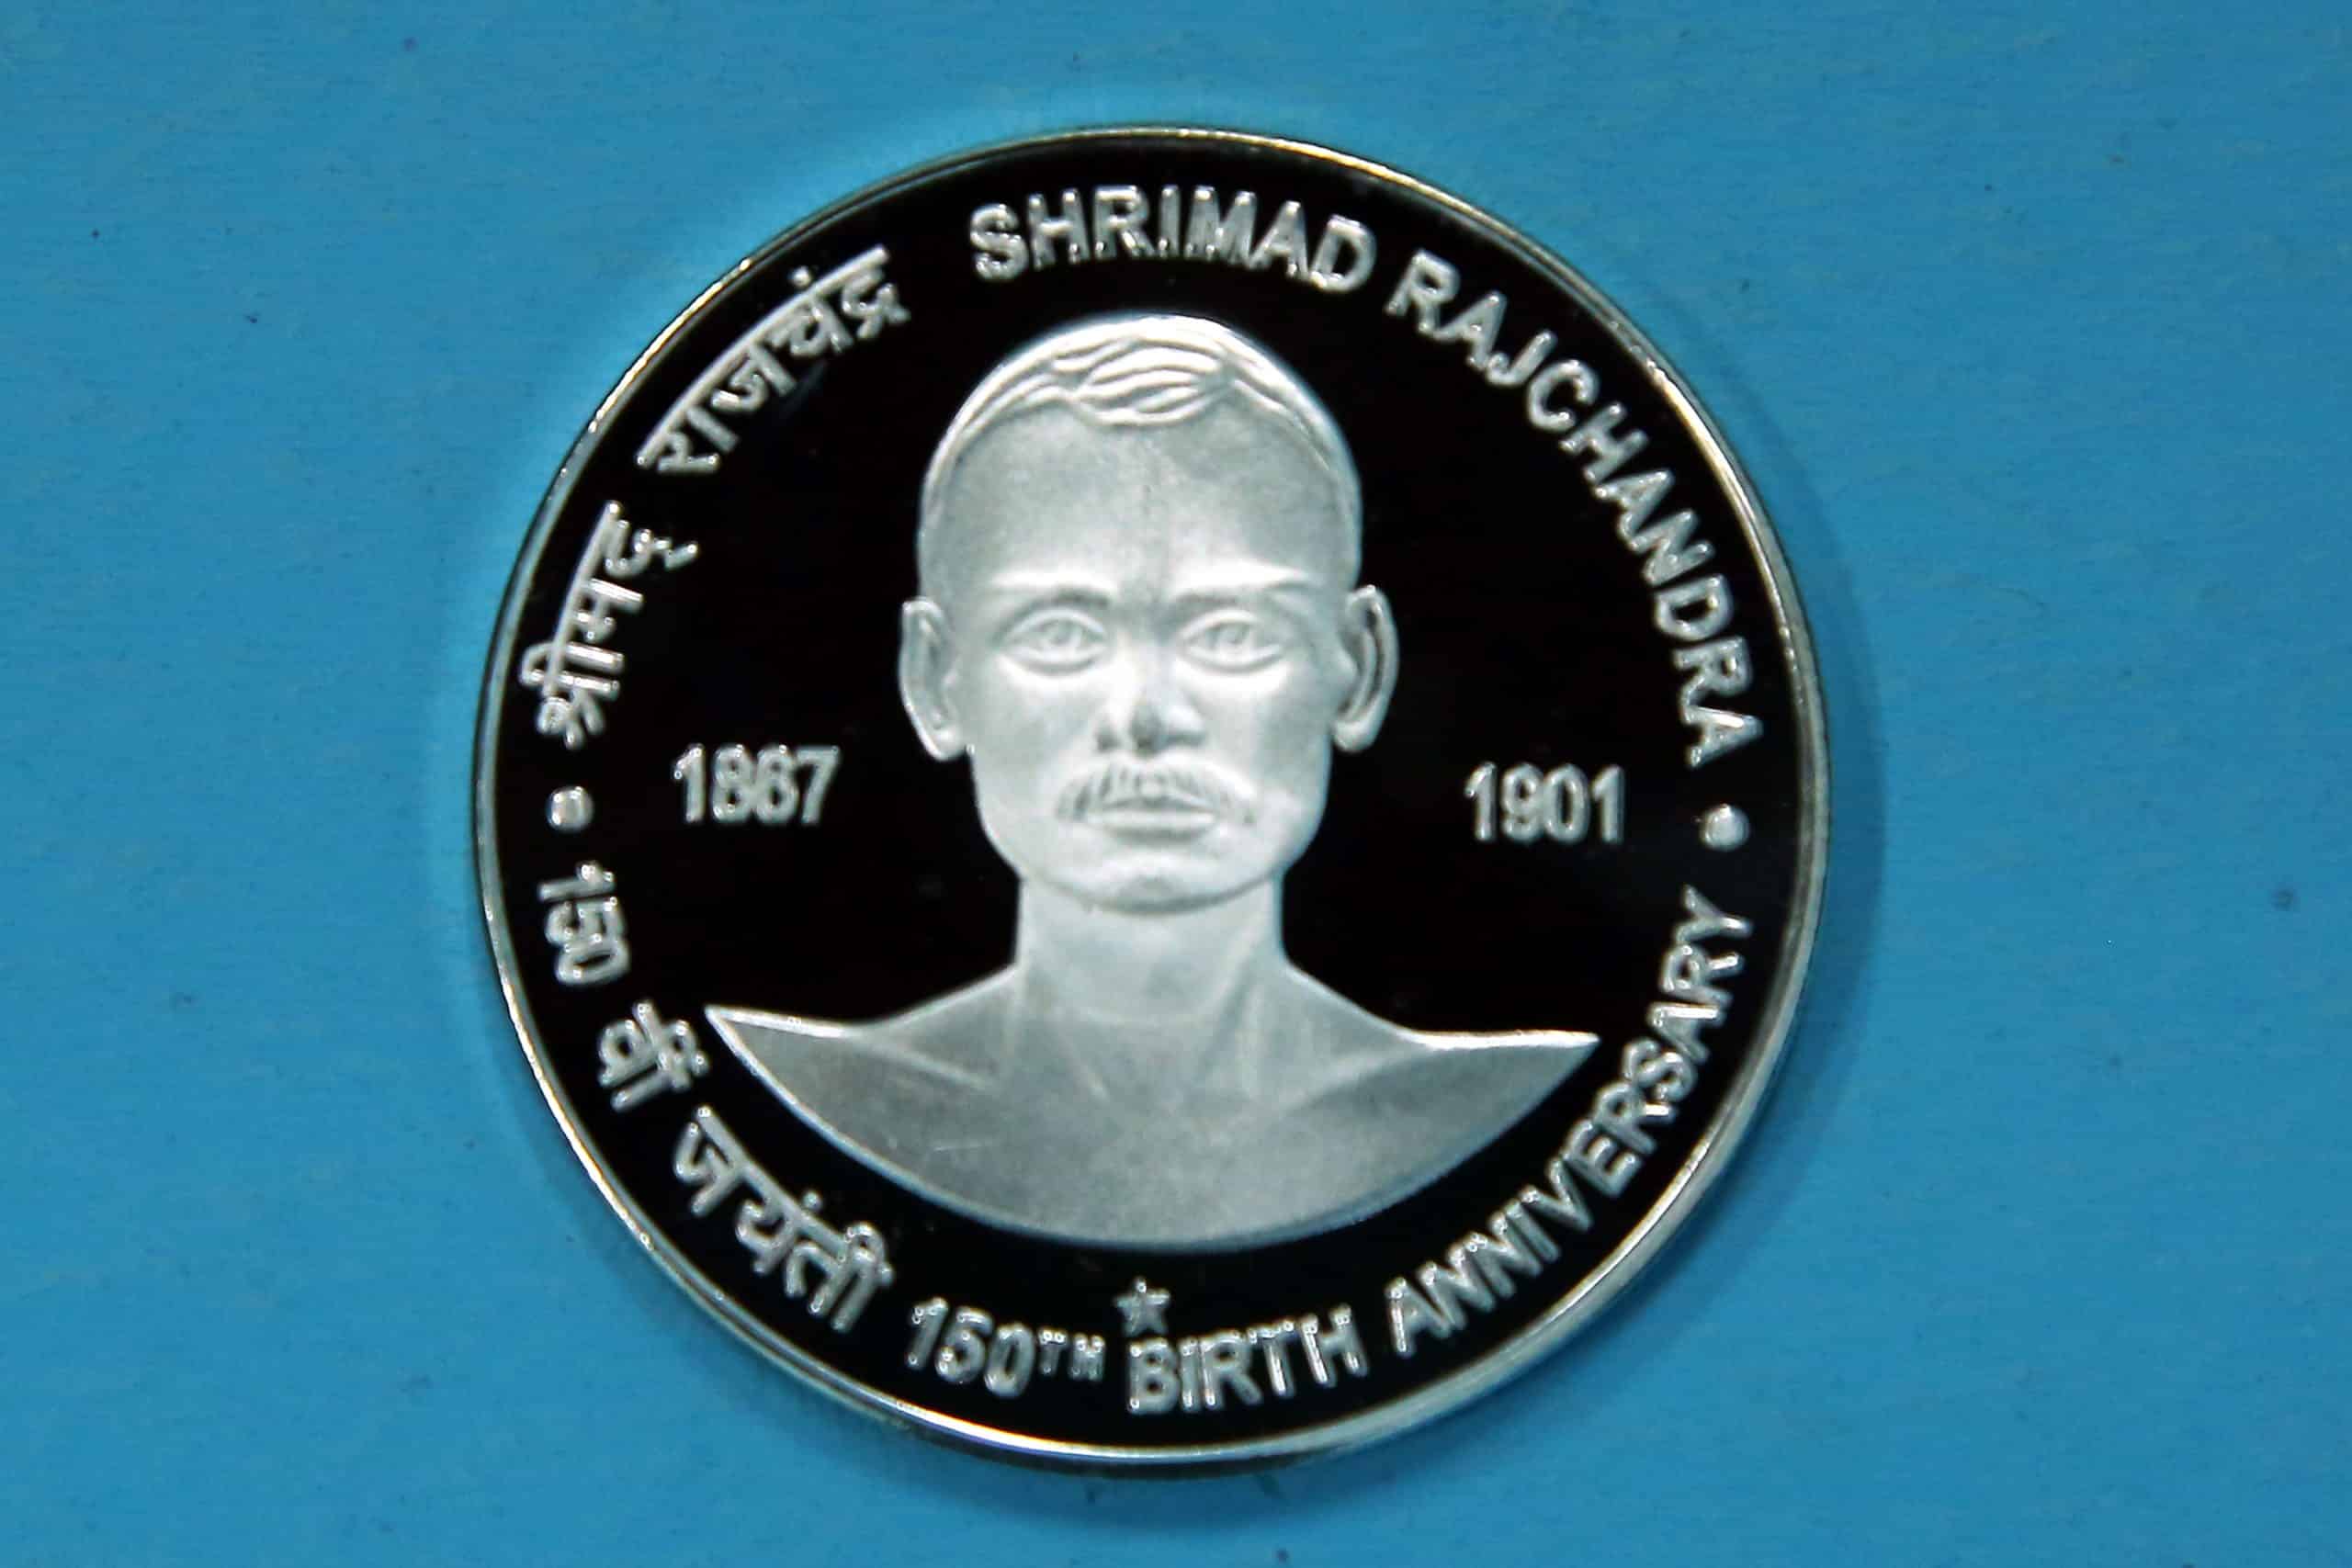 श्रीमद् राजचंद्र
SHRIMAD RAJCHANDRA
1867
1901
150 वीं जयंती
150TH BIRTH ANNIVERSARY